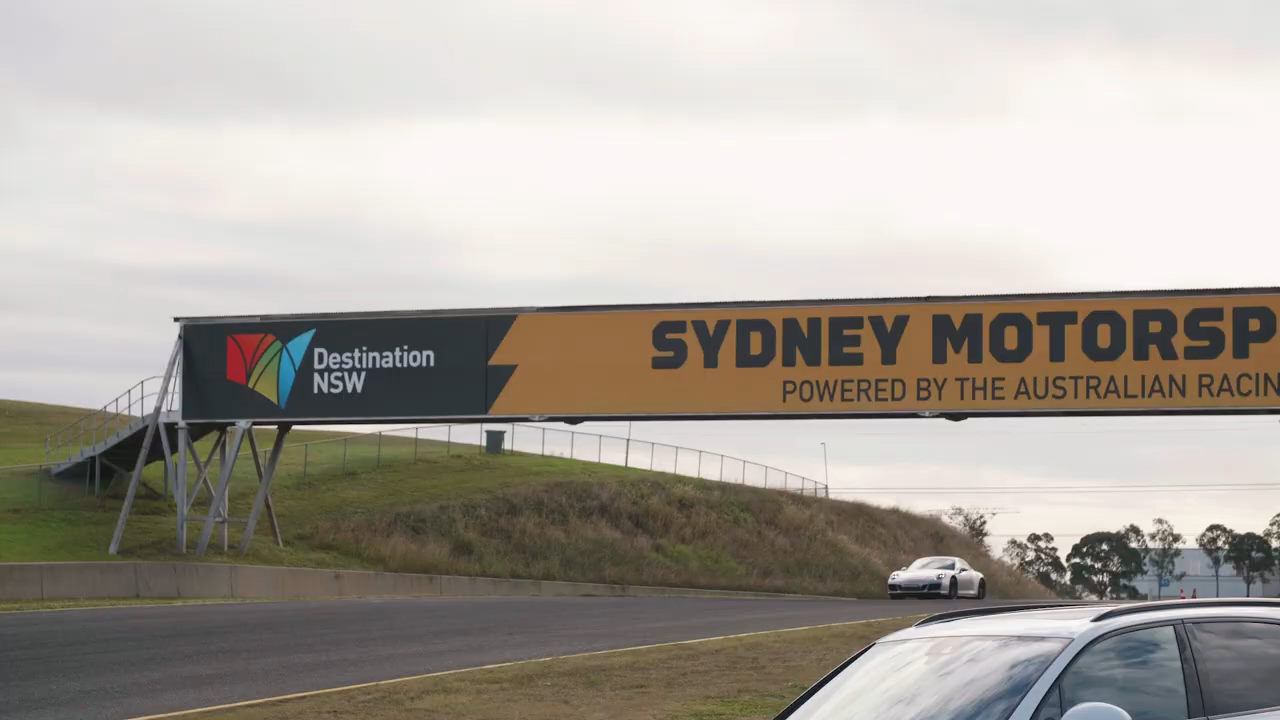 Destination
NSW
SYDNEY MOTORSP
POWERED BY THE AUSTRALIAN RACIN